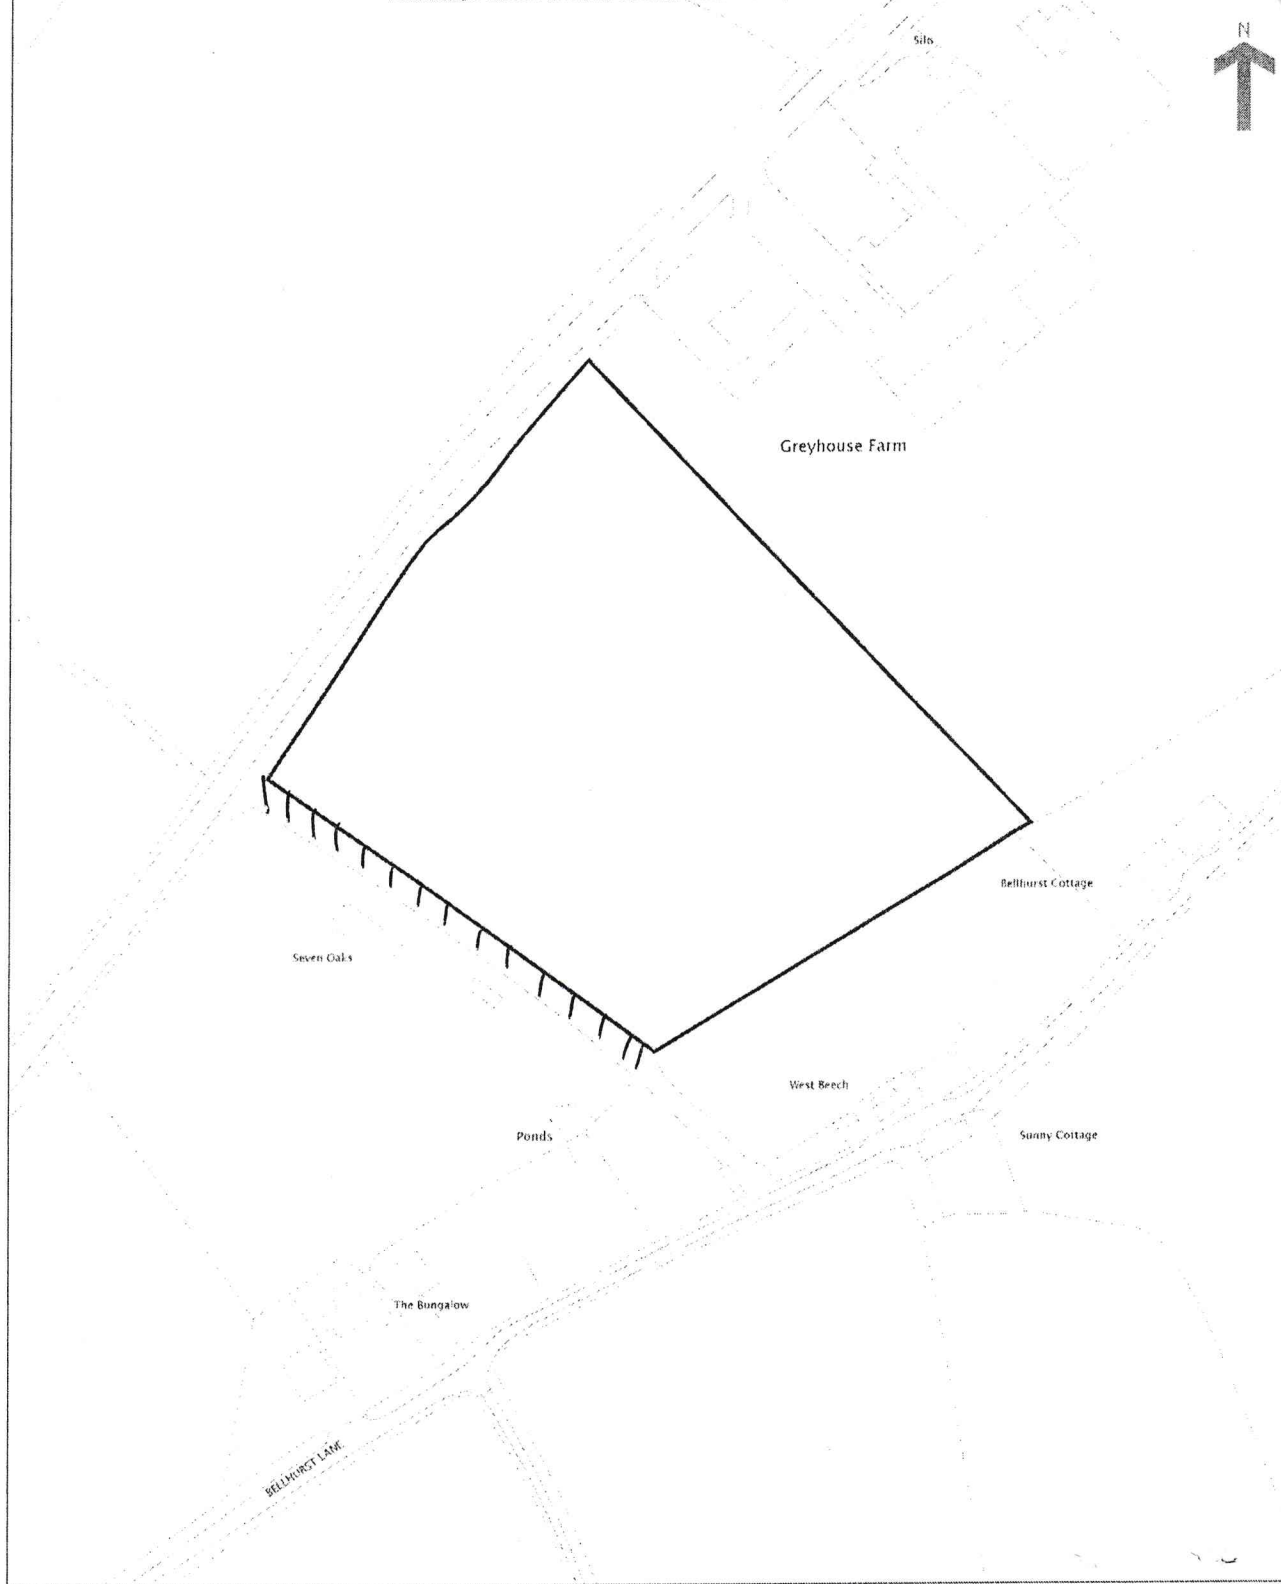 N
Silo
Greyhouse Farm
Bellhurst Cottage
Seven Oaks
West Beech
Ponds
Sunny Cottage
The Bungalow
BELLHURST LANE